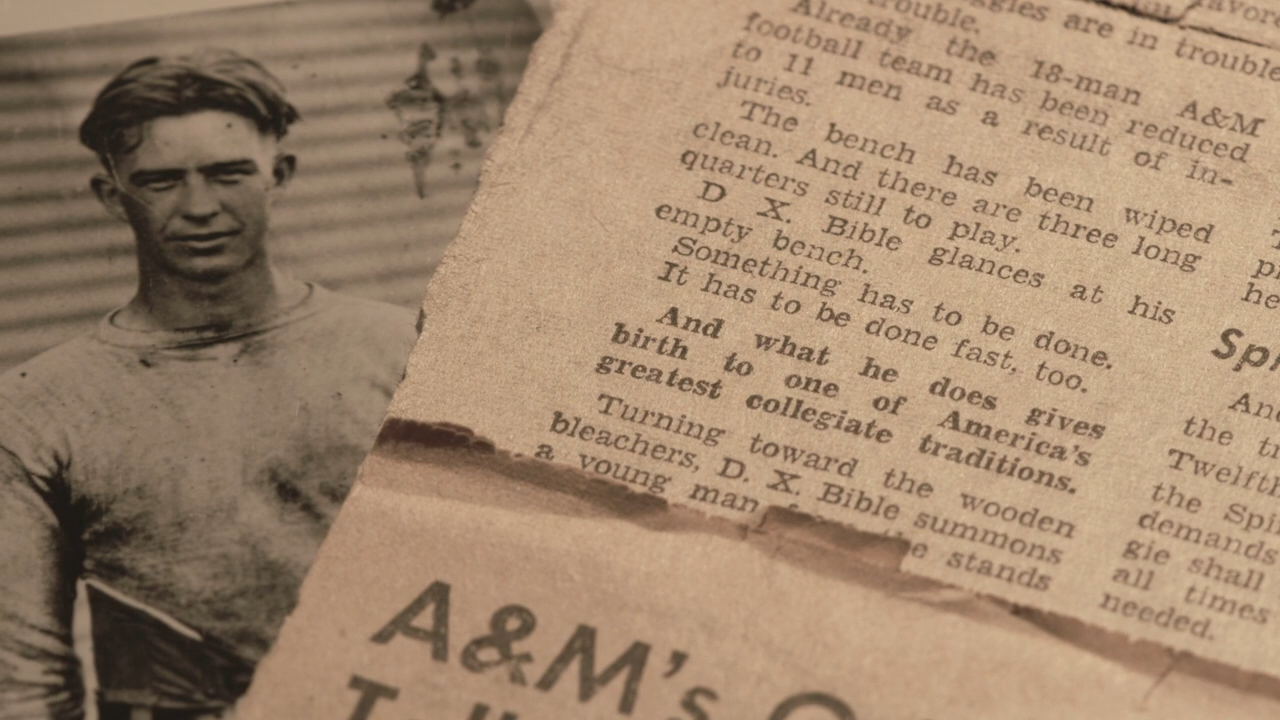 are in trouble
trouble.
Already the 18-man A&M
football team has been reduced
to 11 men as a result of in-
juries.
The bench has been wiped
clean. And there are three long
quarters still to play.
D X. Bible glances at his
empty bench.
Something has to be done.
It has to be done fast, too.
And what he does gives
birth to one of America's
greatest collegiate traditions.
Turning toward the wooden
bleachers, D. X. Bible summons
a young man the stands
he
Spi
the
Twelfth
the
demands
gie shall
all times
needed.
A&M's